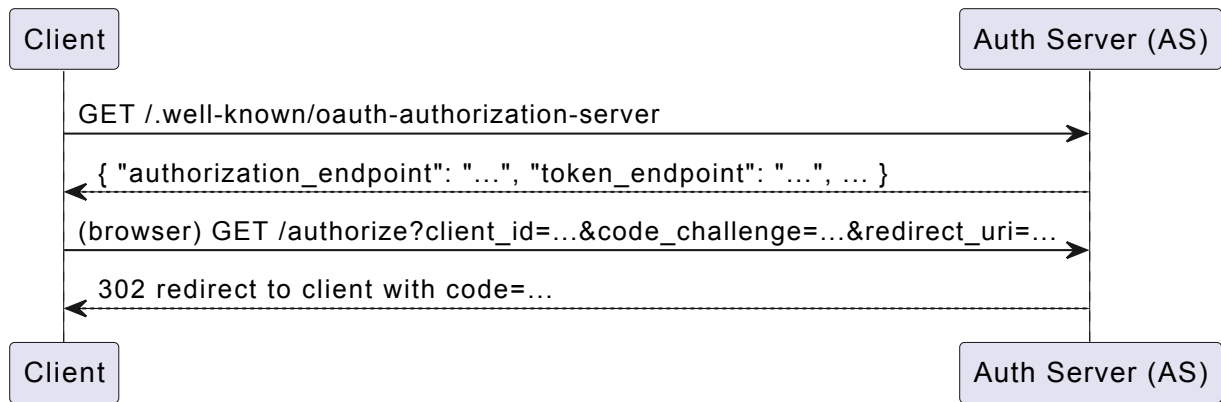 Client
Auth Server (AS)
GET /.well-known/oauth-authorization-server
{ "authorization_endpoint": "...", "token_endpoint": "...", ... }
(browser) GET /authorize?client_id=...&code_challenge=...&redirect_uri=...
302 redirect to client with code=...
Client
Auth Server (AS)